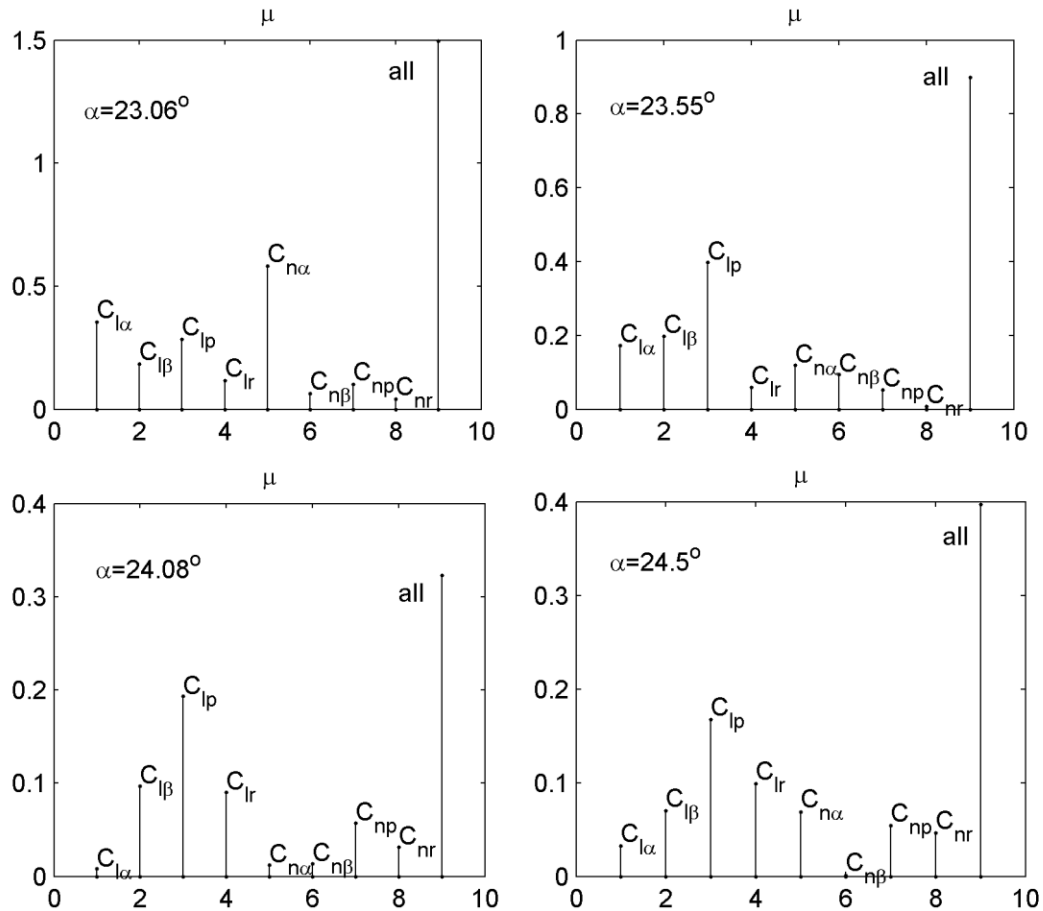 μ
1.5
all
α=23.06°
1
C_nα
0.5
C_lα
C_lp
C_lβ
C_lr
C_np
C_nβ
C_nr
0
0 2 4 6 8 10
μ
1
all
α=23.55°
0.8
0.6
0.4
C_lp
C_lβ
C_lα
0.2
C_nα
C_nβ
C_lr
C_np
C_nr
0
0 2 4 6 8 10
μ
0.4
α=24.08°
all
0.3
0.2
C_lp
C_lβ
C_lr
0.1
C_np
C_nr
C_lα
C_nα
C_nβ
0
0 2 4 6 8 10
μ
0.4
all
α=24.5°
0.3
0.2
C_lp
C_lr
0.1
C_lβ
C_nα
C_lα
C_np
C_nr
C_nβ
0
0 2 4 6 8 10